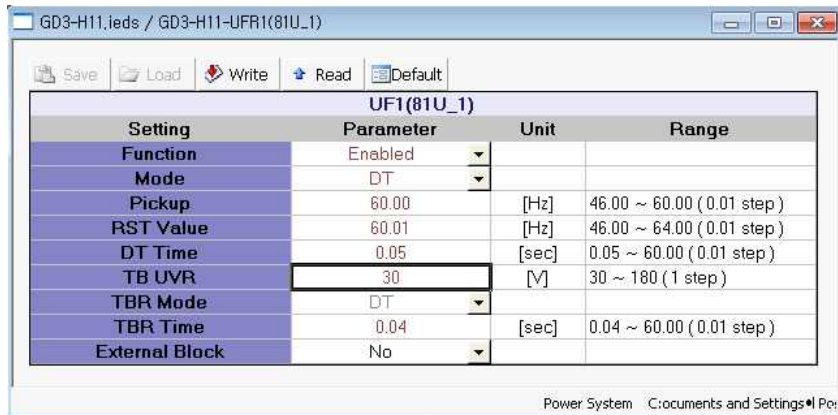 GD3-H11.ieds / GD3-H11-UFR1(81U_1)
Save Load Write Read Default
UF1(81U_1)
Setting Parameter Unit Range
Function Enabled
Mode DT
Pickup 60.00 [Hz] 46.00 ~ 60.00 ( 0.01 step )
RST Value 60.01 [Hz] 46.00 ~ 64.00 ( 0.01 step )
DT Time 0.05 [sec] 0.05 ~ 60.00 ( 0.01 step )
TB UVR 30 [V] 30 ~ 180 ( 1 step )
TBR Mode DT
TBR Time 0.04 [sec] 0.04 ~ 60.00 ( 0.01 step )
External Block No
Power System C:ocuments and Settings